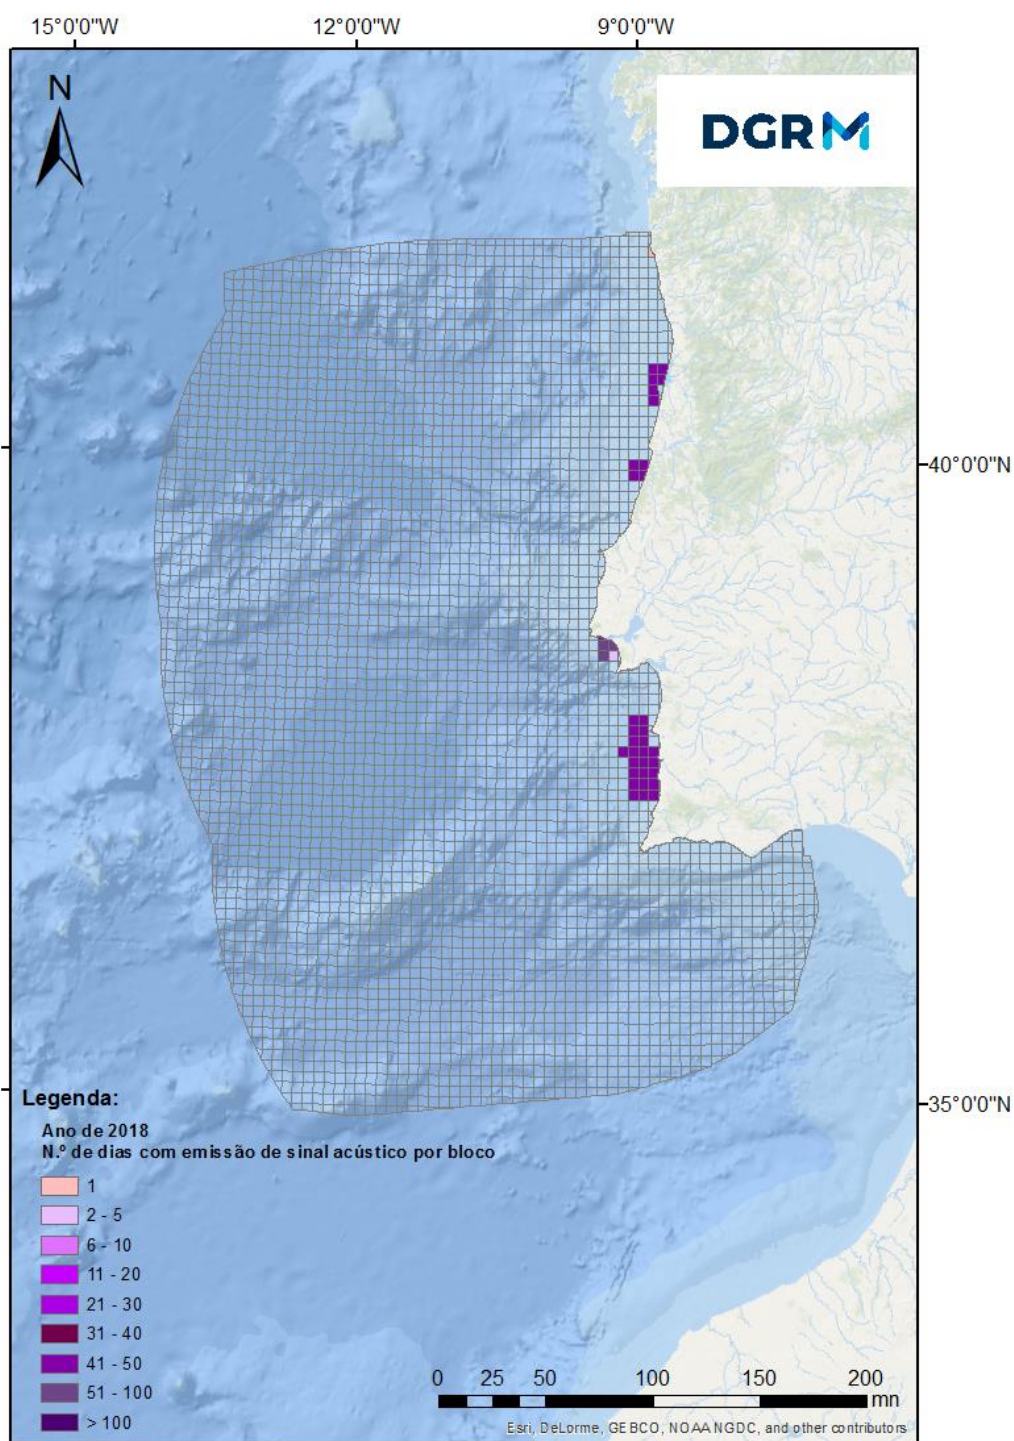 15°0'0"W 12°0'0"W 9°0'0"W
N
DGRM
40°0'0"N
35°0'0"N
Legenda:
Ano de 2018
N.º de dias com emissão de sinal acústico por bloco
1
2 - 5
6 - 10
11 - 20
21 - 30
31 - 40
41 - 50
51 - 100
> 100
0 25 50 100 150 200
mn
Esri, DeLorme, GEBCO, NOAA NGDC, and other contributors